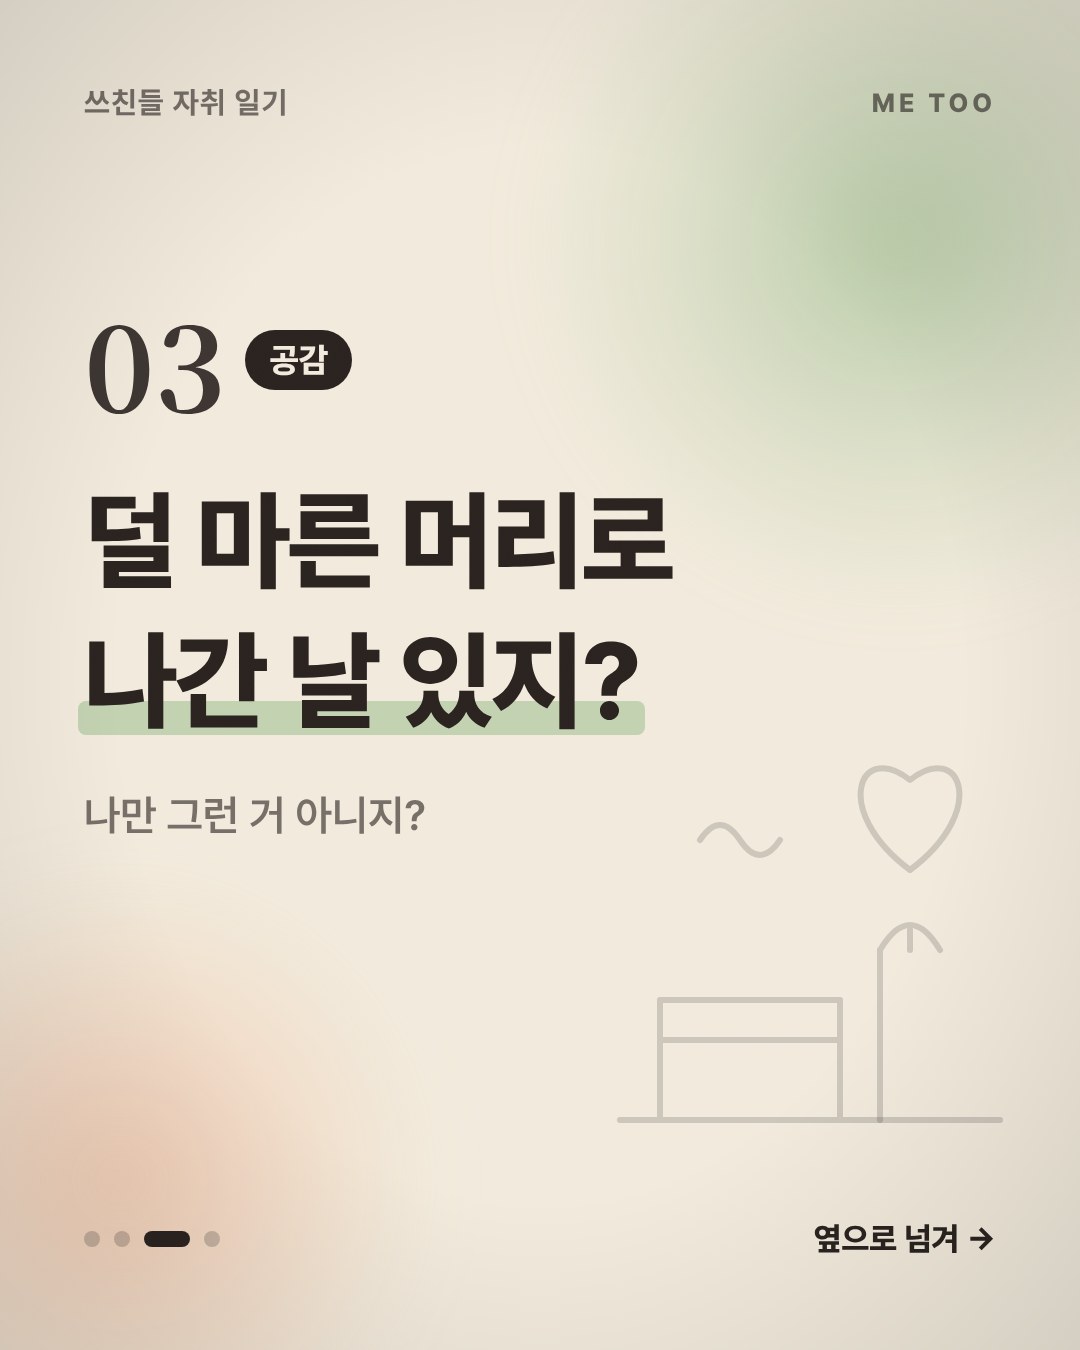 쓰친들 자취 일기
ME TOO
03 공감
덜 마른 머리로
나간 날 있지?
나만 그런 거 아니지?
옆으로 넘겨 →